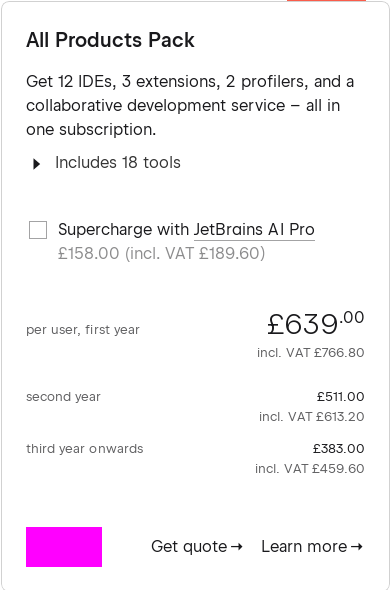 All Products Pack
Get 12 IDEs, 3 extensions, 2 profilers, and a
collaborative development service – all in
one subscription.
Includes 18 tools
Supercharge with JetBrains AI Pro
£158.00 (incl. VAT £189.60)
per user, first year £639.00
incl. VAT £766.80
second year £511.00
incl. VAT £613.20
third year onwards £383.00
incl. VAT £459.60
Get quote → Learn more →